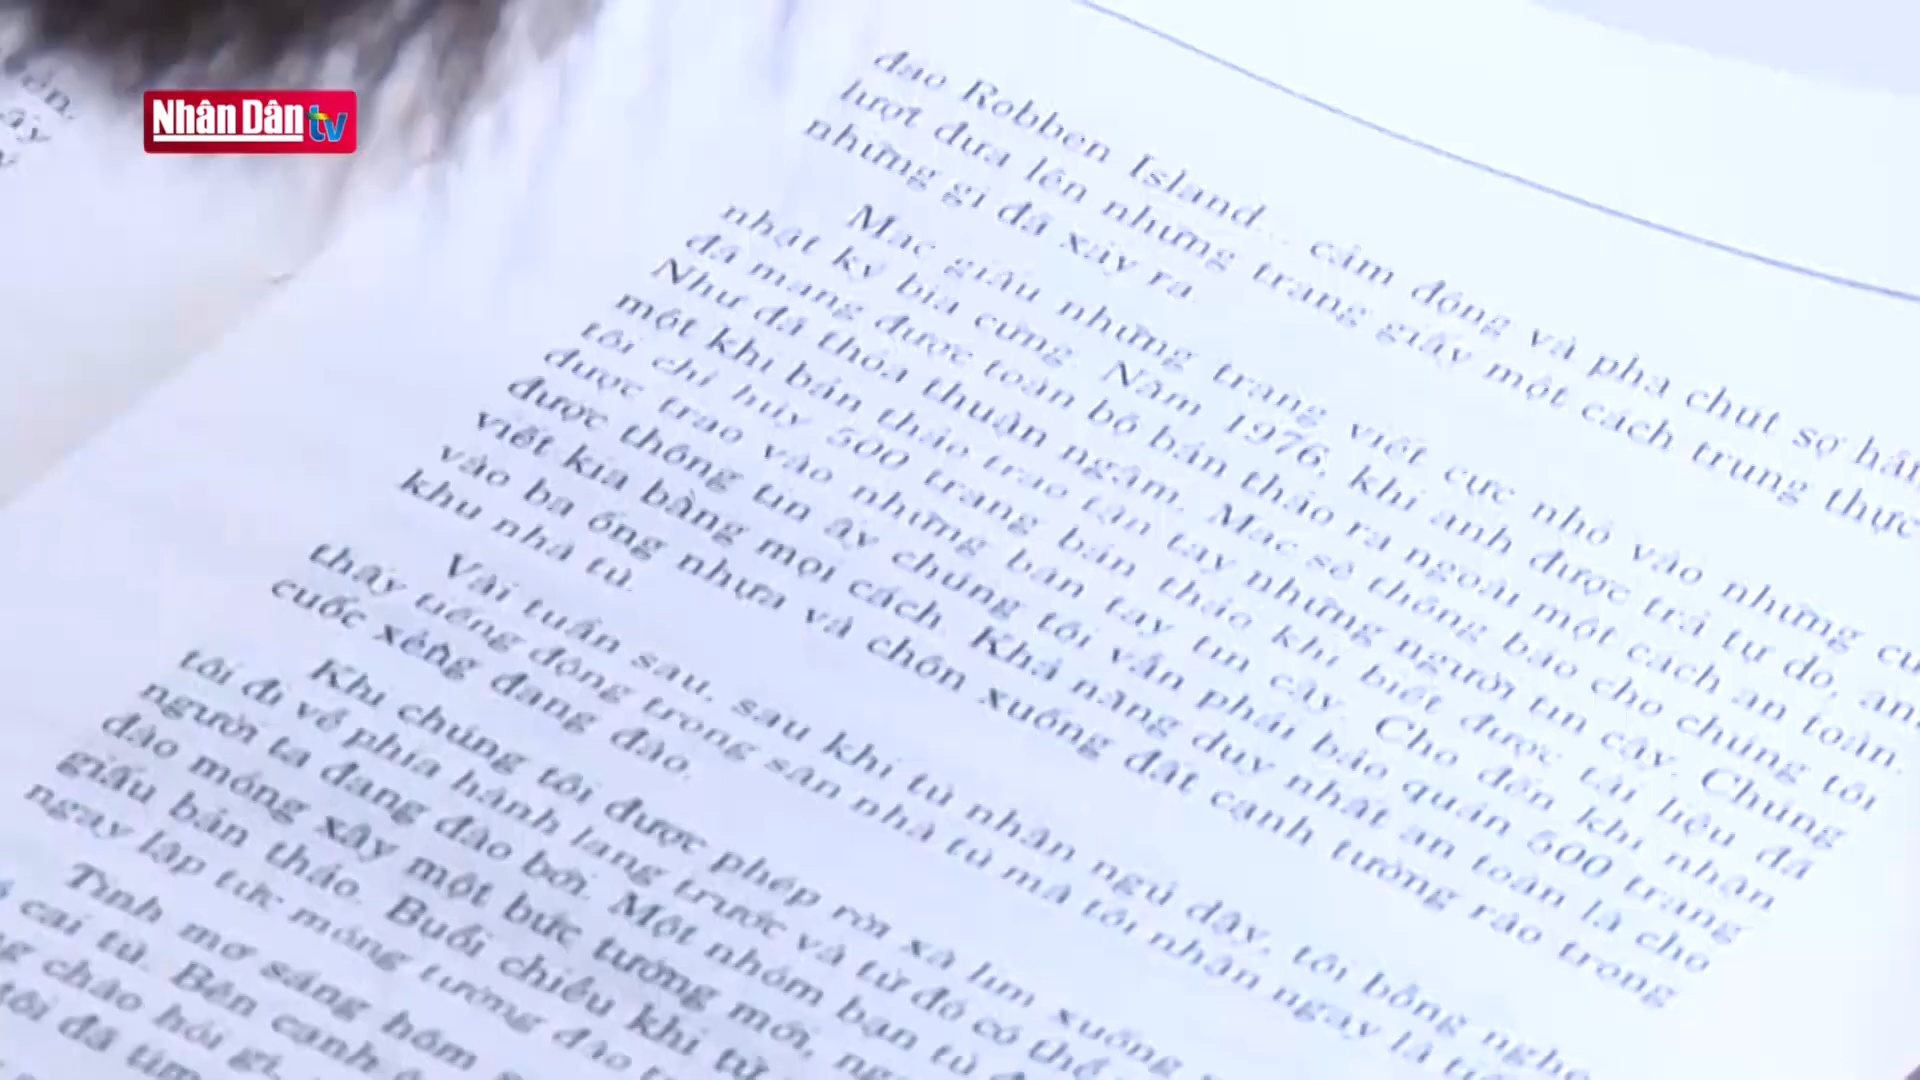 Nhân Dân tv
đảo Robben Island... cảm động và pha chút sợ hãi
lượt đưa lên những trang giấy một cách trung thực
những gì đã xảy ra.
Mac giấu những trang viết cực nhỏ vào những cu
nhật ký bìa cứng. Năm 1976, khi anh được trả tự do, anh
đã mang được toàn bộ bản thảo ra ngoài một cách an toàn.
Như đã thỏa thuận ngầm, Mac sẽ thông báo cho chúng tôi
một khi bản thảo trao tận tay những người tin cậy. Chúng
tôi chỉ hủy 500 trang bản thảo khi biết được tài liệu đã
được trao vào những bàn tay tin cậy. Cho đến khi nhận
được thông tin ấy chúng tôi vẫn phải bảo quản 500 trang
viết kia bằng mọi cách. Khả năng duy nhất an toàn là cho
vào ba ống nhựa và chôn xuống đất cạnh tường rào trong
khu nhà tù.
Vài tuần sau, sau khi tù nhân ngủ dậy, tôi bỗng nghe
thấy tiếng động trong sân nhà tù mà tôi nhận ngay là
cuốc xẻng đang đào.
Khi chúng tôi được phép rời xà lim xuống
tôi đi về phía hành lang trước và từ đó có thể
người ta đang đào bới. Một nhóm bạn tù
đào móng xây một bức tường mới,
giấu bản thảo. Buổi chiều khi từ
ngay lập tức móng tường đào
Tinh mơ sáng hôm
cai tù. Bên cạnh
chào hỏi gì,
tôi đã tìm